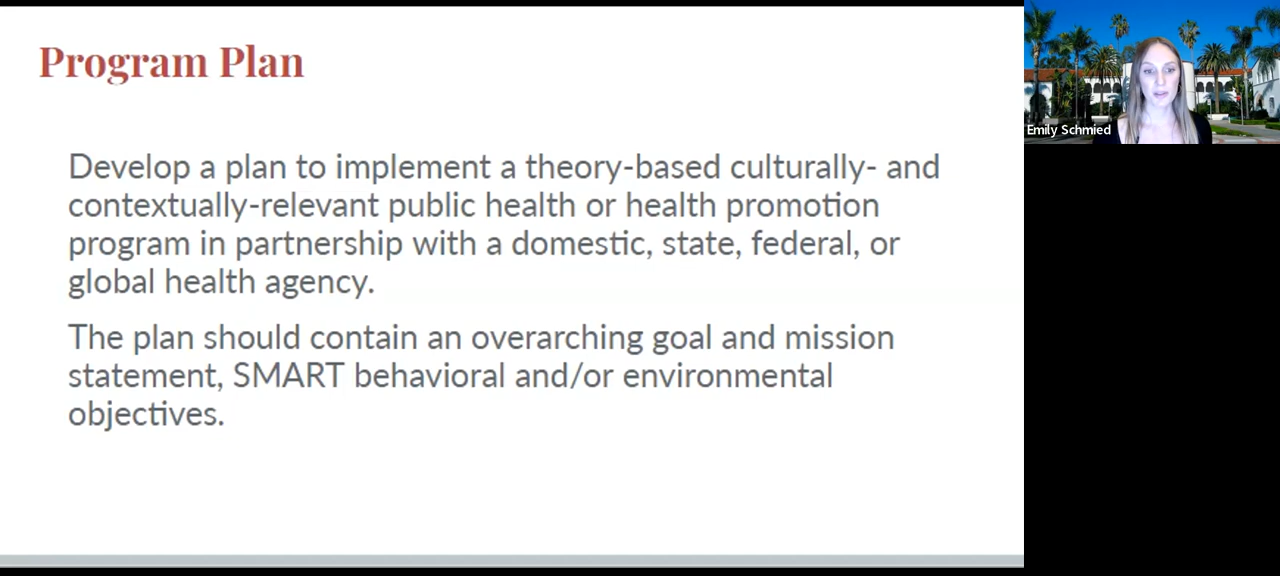 Program Plan
Develop a plan to implement a theory-based culturally- and
contextually-relevant public health or health promotion
program in partnership with a domestic, state, federal, or
global health agency.
The plan should contain an overarching goal and mission
statement, SMART behavioral and/or environmental
objectives.
Emily Schmied